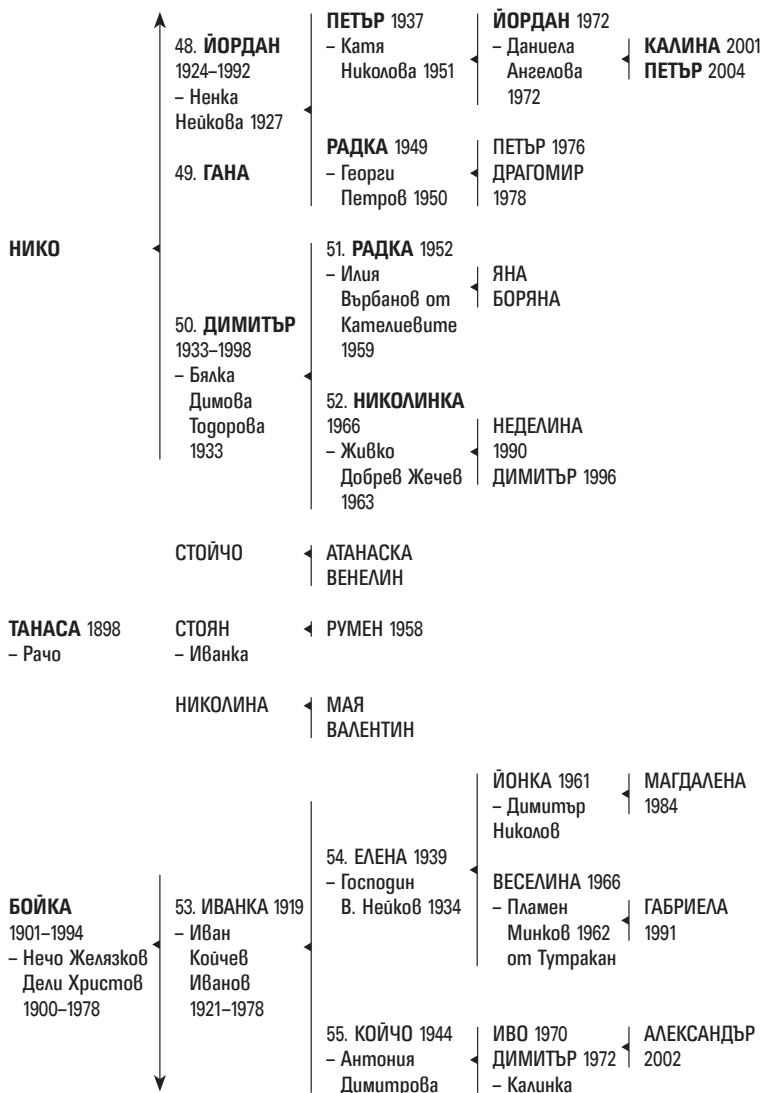 НИКО
48. ЙОРДАН
1924–1992
– Ненка
Нейкова 1927
ПЕТЪР 1937
– Катя
Николова 1951
ЙОРДАН 1972
– Даниела
Ангелова
1972
КАЛИНА 2001
ПЕТЪР 2004
РАДКА 1949
– Георги
Петров 1950
ПЕТЪР 1976
ДРАГОМИР
1978
49. ГАНА
50. ДИМИТЪР
1933–1998
– Бялка
Димова
Тодорова
1933
51. РАДКА 1952
– Илия
Върбанов от
Кателиевите
1959
ЯНА
БОРЯНА
52. НИКОЛИНКА
1966
– Живко
Добрев Жечев
1963
НЕДЕЛИНА
1990
ДИМИТЪР 1996
СТОЙЧО
АТАНАСКА
ВЕНЕЛИН
ТАНАСА 1898
– Рачо
СТОЯН
– Иванка
РУМЕН 1958
НИКОЛИНА
МАЯ
ВАЛЕНТИН
БОЙКА
1901–1994
– Нечо Желязков
Дели Христов
1900–1978
53. ИВАНКА 1919
– Иван
Койчев
Иванов
1921–1978
54. ЕЛЕНА 1939
– Господин
В. Нейков 1934
ЙОНКА 1961
– Димитър
Николов
МАГДАЛЕНА
1984
ВЕСЕЛИНА 1966
– Пламен
Минков 1962
от Тутракан
ГАБРИЕЛА
1991
55. КОЙЧО 1944
– Антония
Димитрова
ИВО 1970
ДИМИТЪР 1972
– Калинка
АЛЕКСАНДЪР
2002